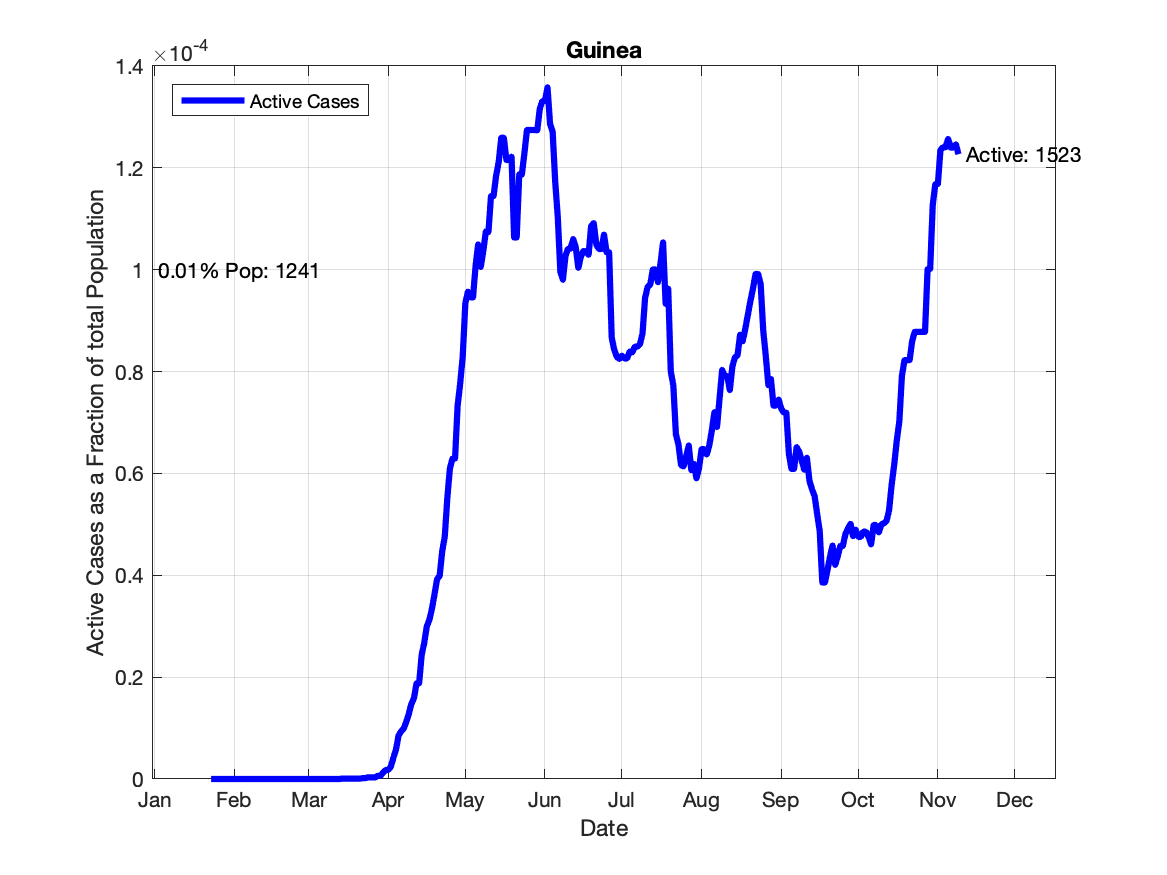 Guinea
×10-4
1.4
1.2
1
0.8
0.6
0.4
0.2
0
Active Cases
Active: 1523
0.01% Pop: 1241
Active Cases as a Fraction of total Population
Jan Feb Mar Apr May Jun Jul Aug Sep Oct Nov Dec
Date